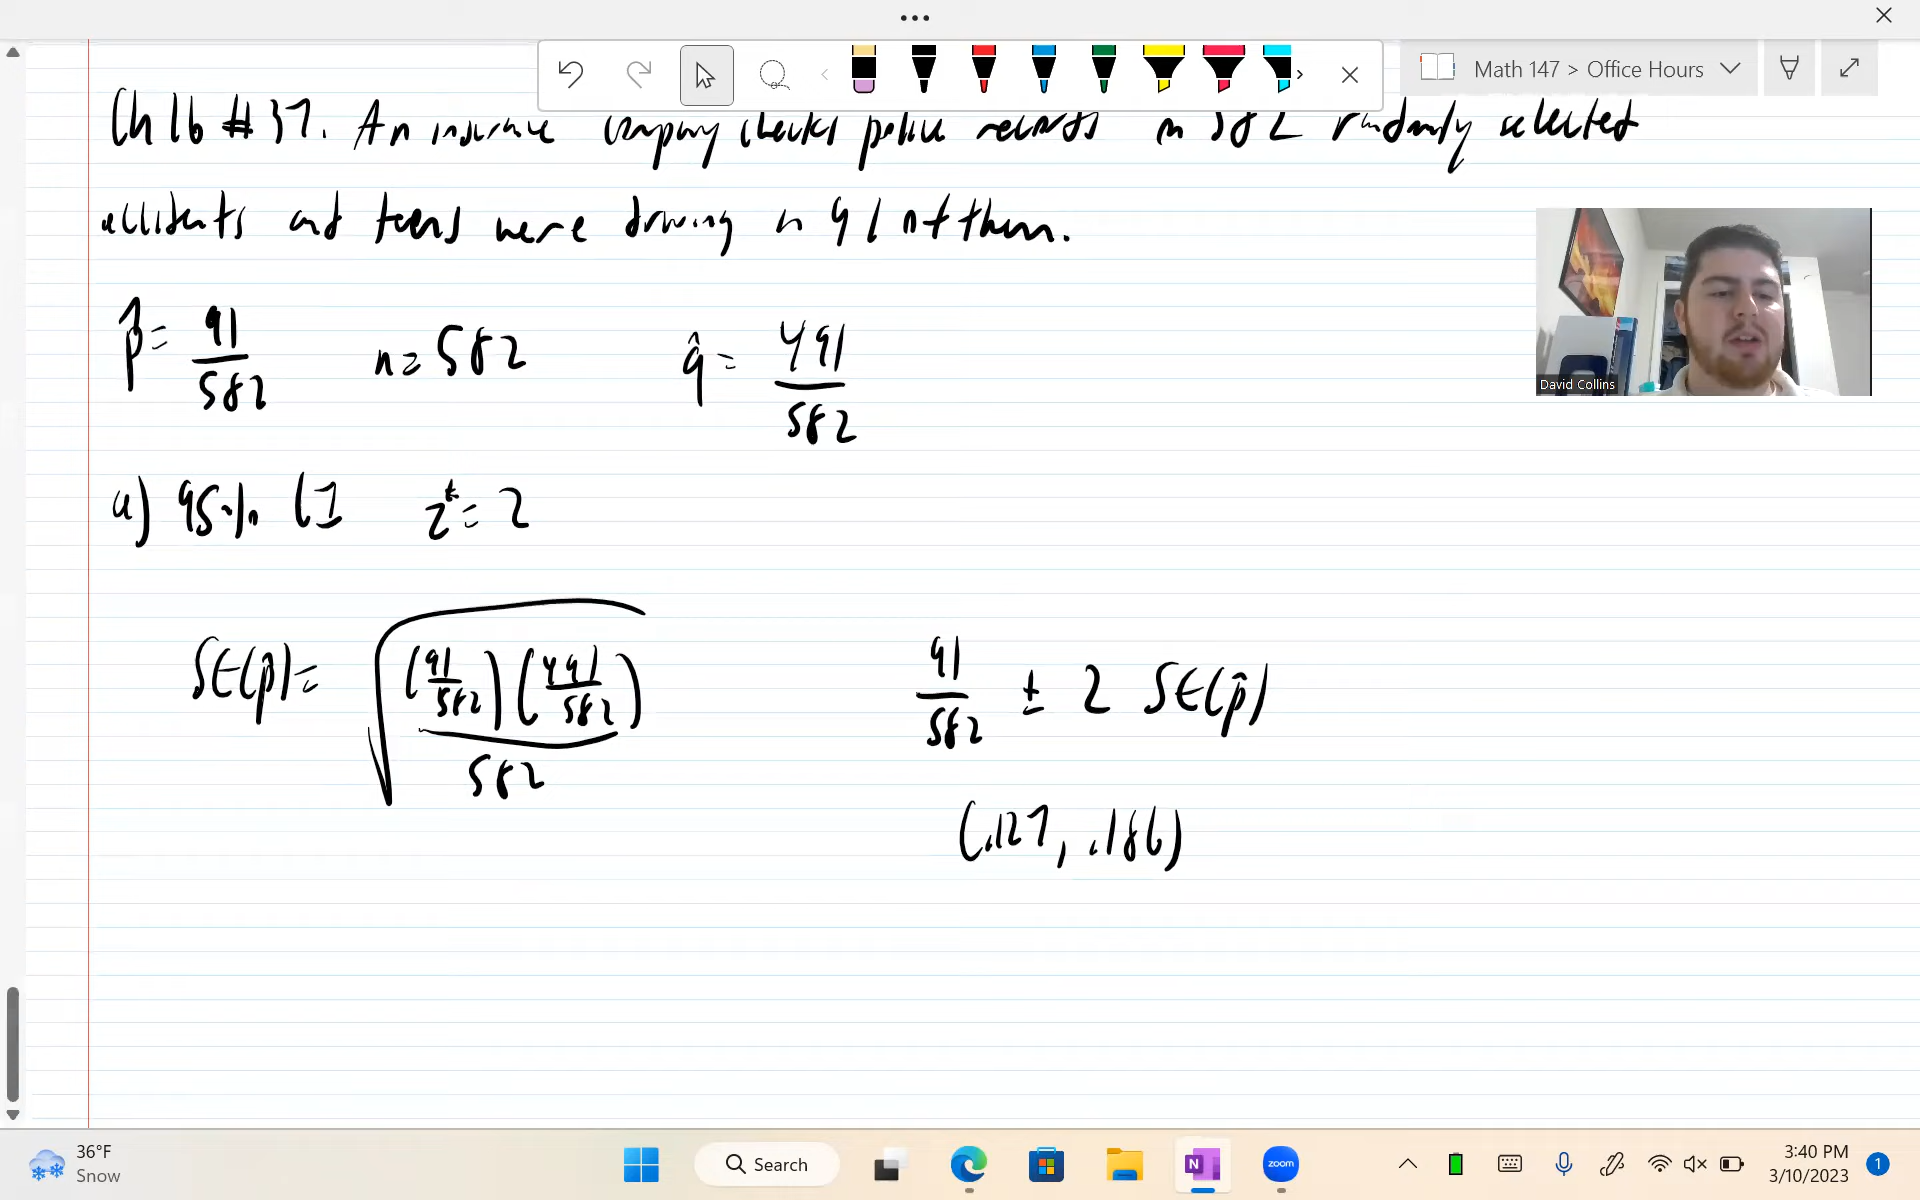 Math 147 > Office Hours
Ch 16 #37. An insurance company checks police records on 582 randomly selected
accidents and teens were driving in 91 of them.
David Collins
p̂ = 91/582 n = 582 q̂ = 491/582
a) 95% CI z* = 2
SE(p̂) = √((91/582)(491/582)/582) 91/582 ± 2 SE(p̂)
(.127, .186)
36°F
Snow
Search
N
zoom
3:40 PM
3/10/2023
1